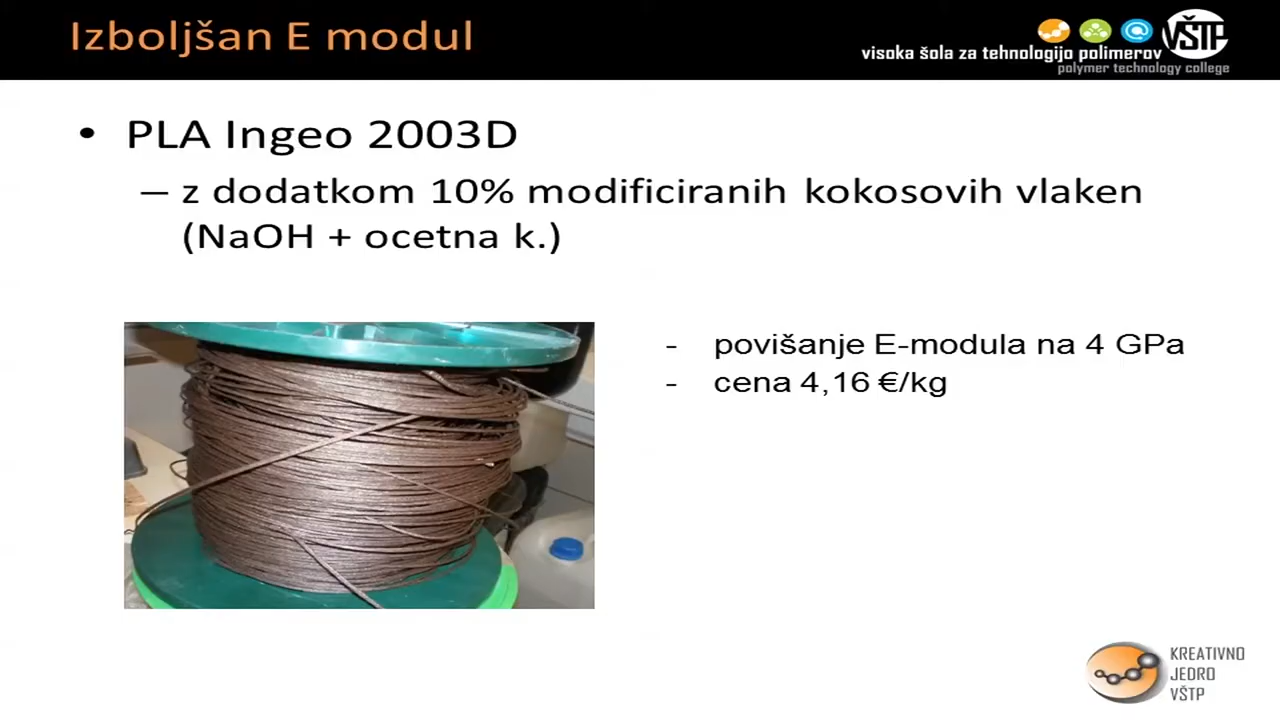 Izboljšan E modul
VŠTP
visoka šola za tehnologijo polimerov
polymer technology college
• PLA Ingeo 2003D
– z dodatkom 10% modificiranih kokosovih vlaken
(NaOH + ocetna k.)
- povišanje E-modula na 4 GPa
- cena 4,16 €/kg
KREATIVNO
JEDRO
VŠTP